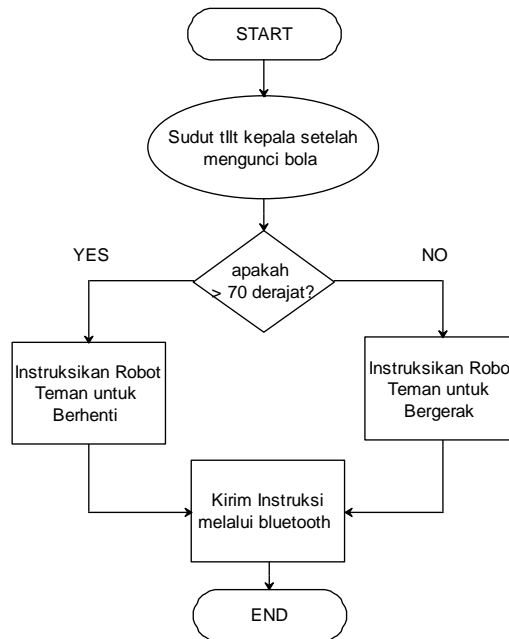 START
Sudut tIlt kepala setelah
mengunci bola
YES
NO
apakah
> 70 derajat?
Instruksikan Robot
Teman untuk
Berhenti
Instruksikan Robo
Teman untuk
Bergerak
Kirim Instruksi
melalui bluetooth
END